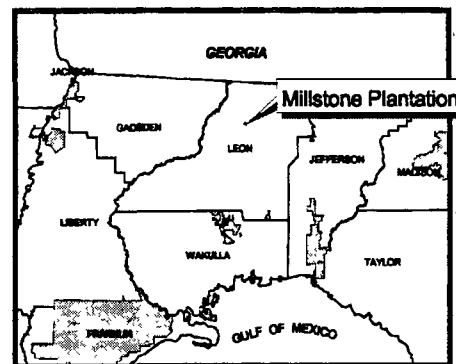 GEORGIA
JACKSON
Millstone Plantation
GADSDEN
LEON
JEFFERSON
MADISON
LIBERTY
WAKULLA
TAYLOR
FRANKLIN
GULF OF MEXICO